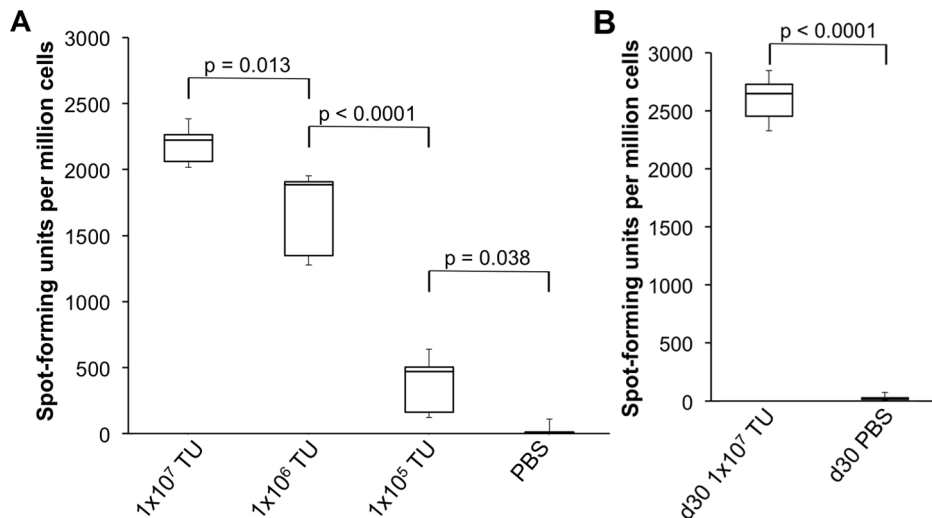 A
Spot-forming units per million cells
3000
2500
2000
1500
1000
500
0
p = 0.013
p < 0.0001
p = 0.038
1x10⁷ TU
1x10⁶ TU
1x10⁵ TU
PBS
B
Spot-forming units per million cells
3000
2500
2000
1500
1000
500
0
p < 0.0001
d30 1x10⁷ TU
d30 PBS